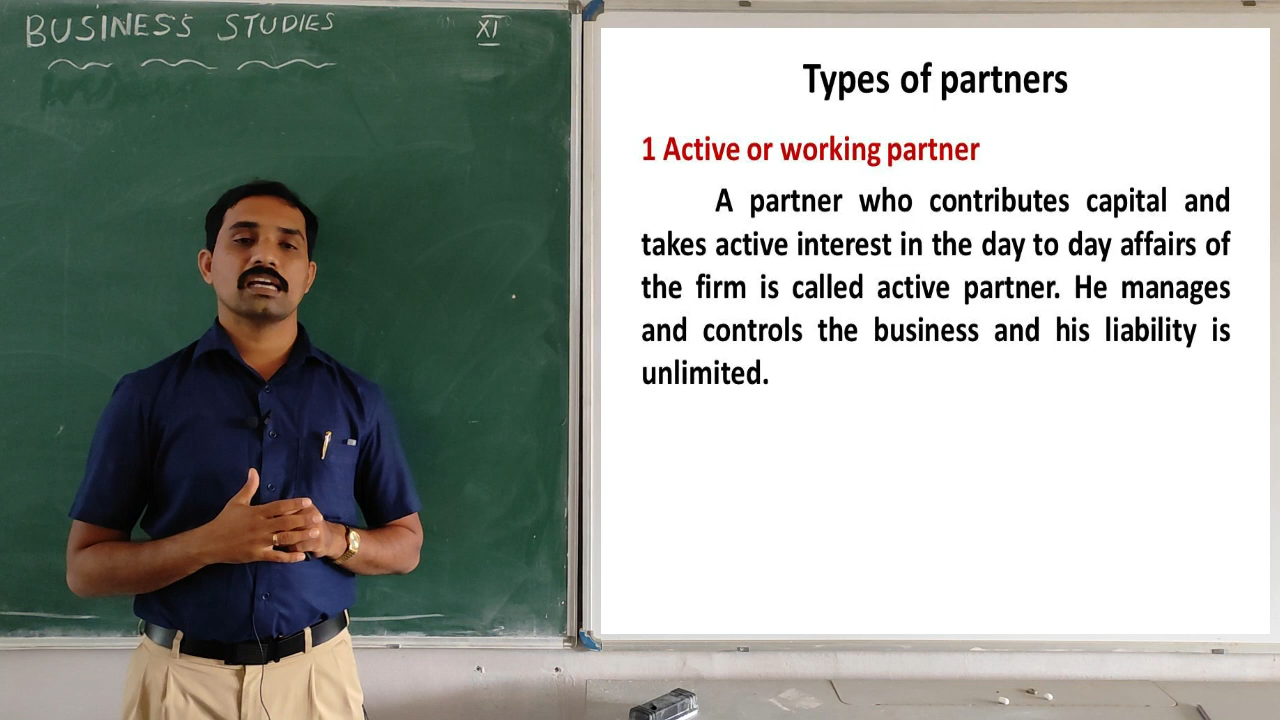 BUSINESS STUDIES
XI
Types of partners
1 Active or working partner
A partner who contributes capital and
takes active interest in the day to day affairs of
the firm is called active partner. He manages
and controls the business and his liability is
unlimited.